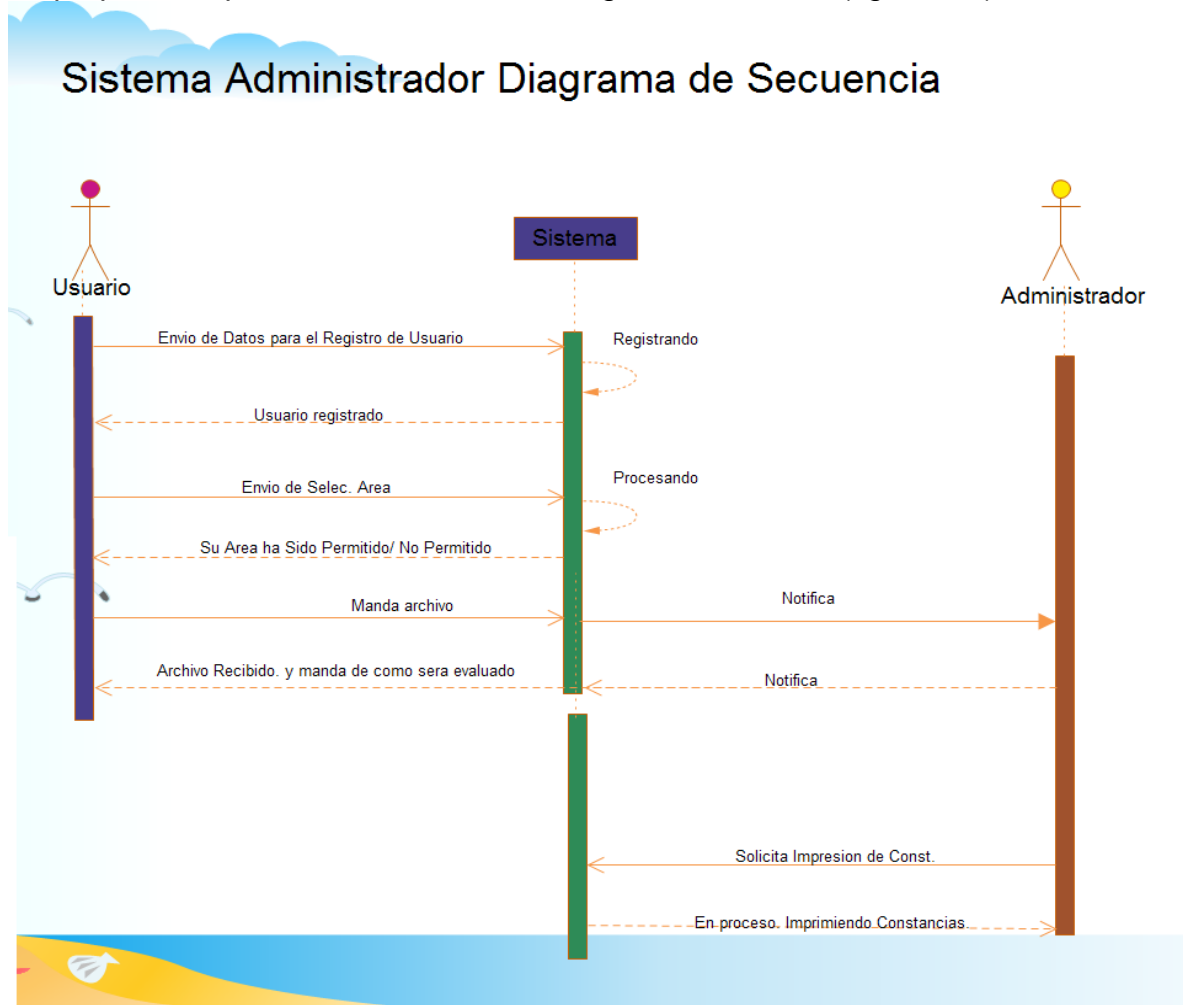 Sistema Administrador Diagrama de Secuencia
Sistema
Usuario
Administrador
Envio de Datos para el Registro de Usuario
Registrando
Usuario registrado
Procesando
Envio de Selec. Area
Su Area ha Sido Permitido/ No Permitido
Manda archivo
Notifica
Archivo Recibido. y manda de como sera evaluado
Notifica
Solicita Impresion de Const.
En proceso. Imprimiendo Constancias.